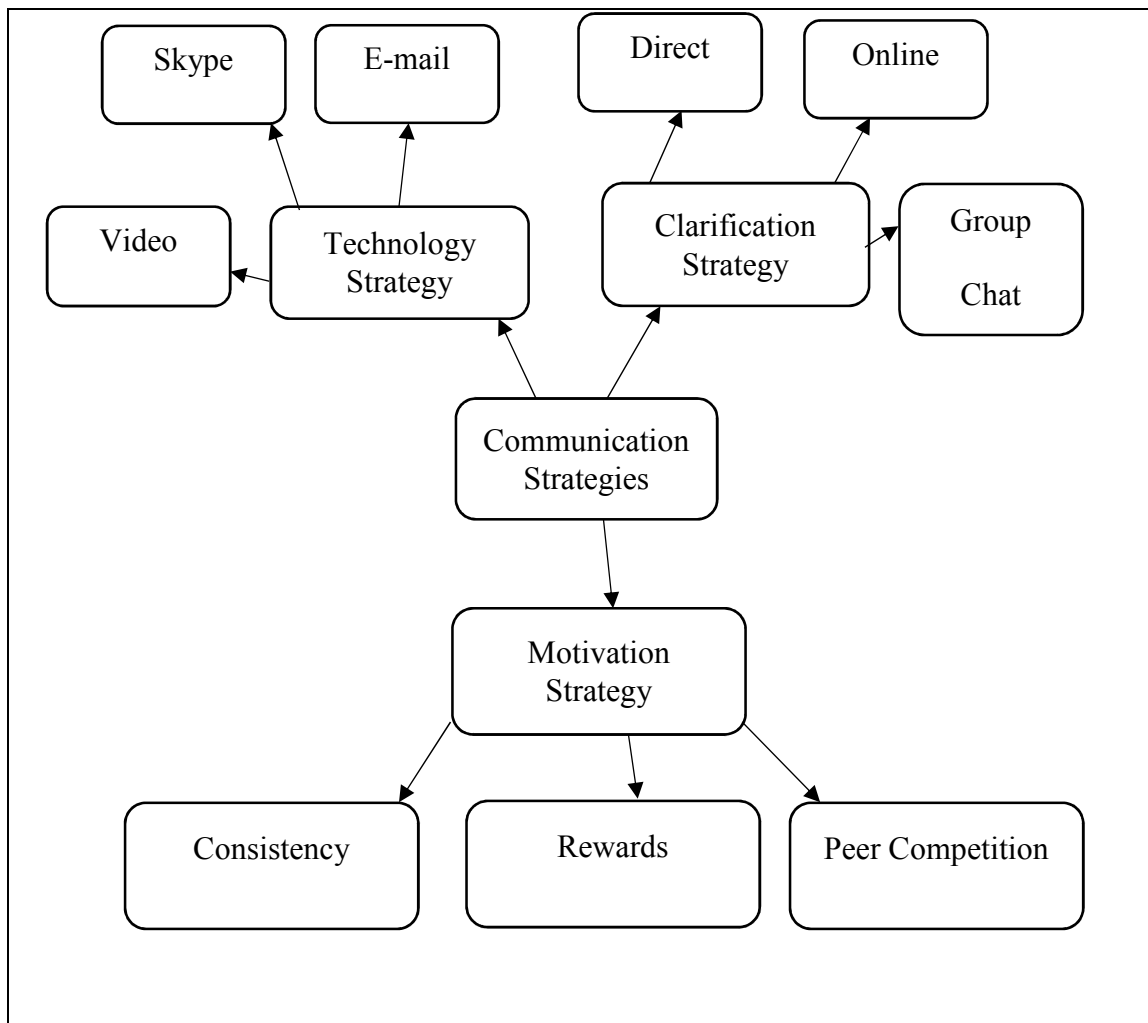 Skype
E-mail
Direct
Online
Video
Technology
Strategy
Clarification
Strategy
Group
Chat
Communication
Strategies
Motivation
Strategy
Consistency
Rewards
Peer Competition